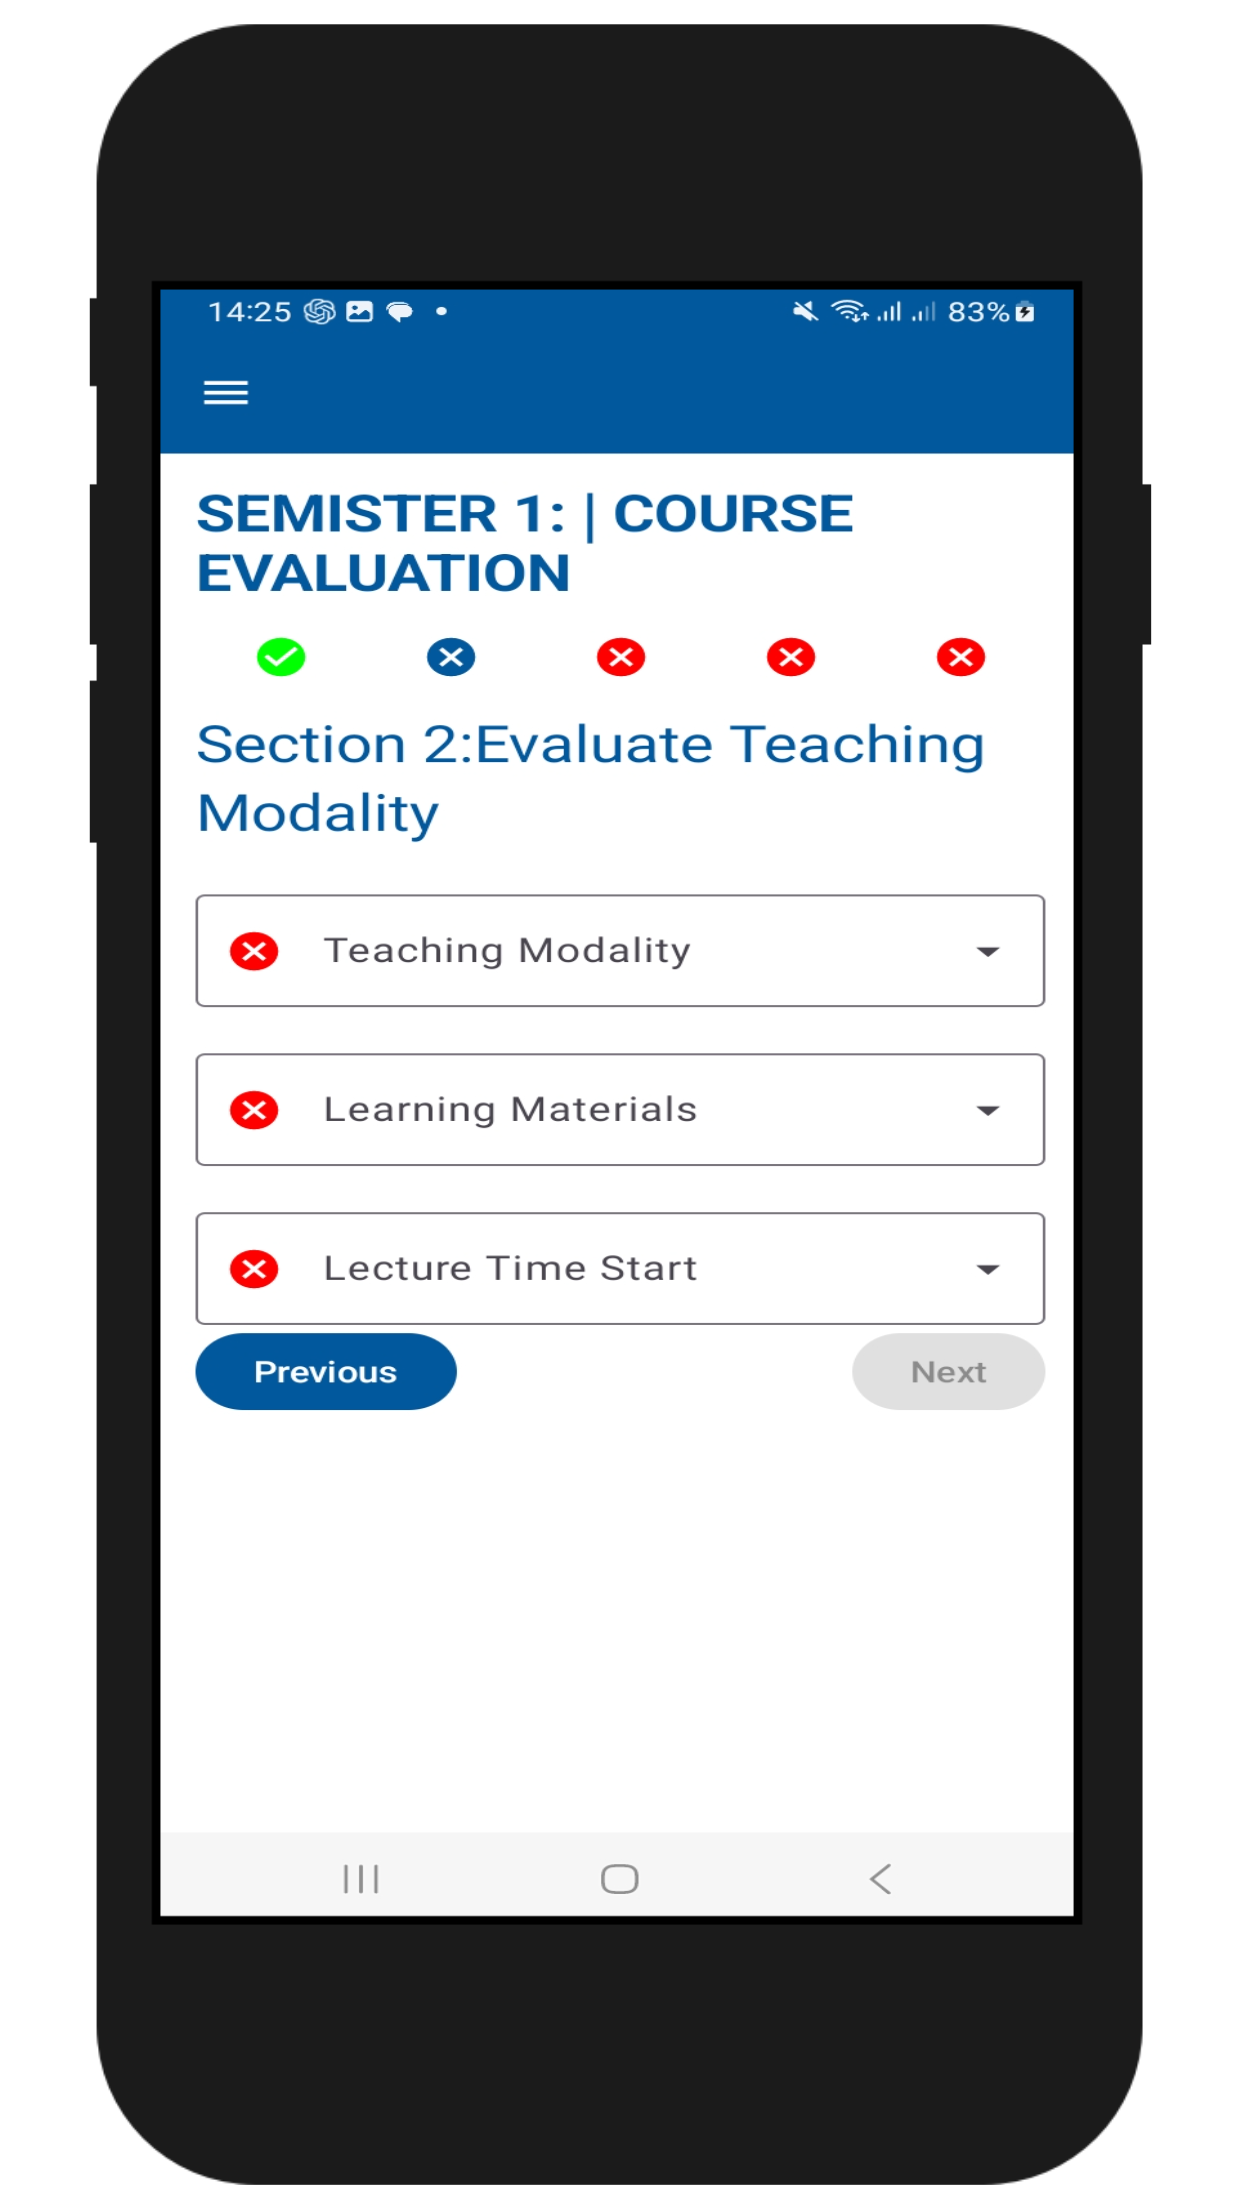 14:25 83%
SEMISTER 1: | COURSE
EVALUATION
Section 2:Evaluate Teaching
Modality
Teaching Modality
Learning Materials
Lecture Time Start
Previous Next